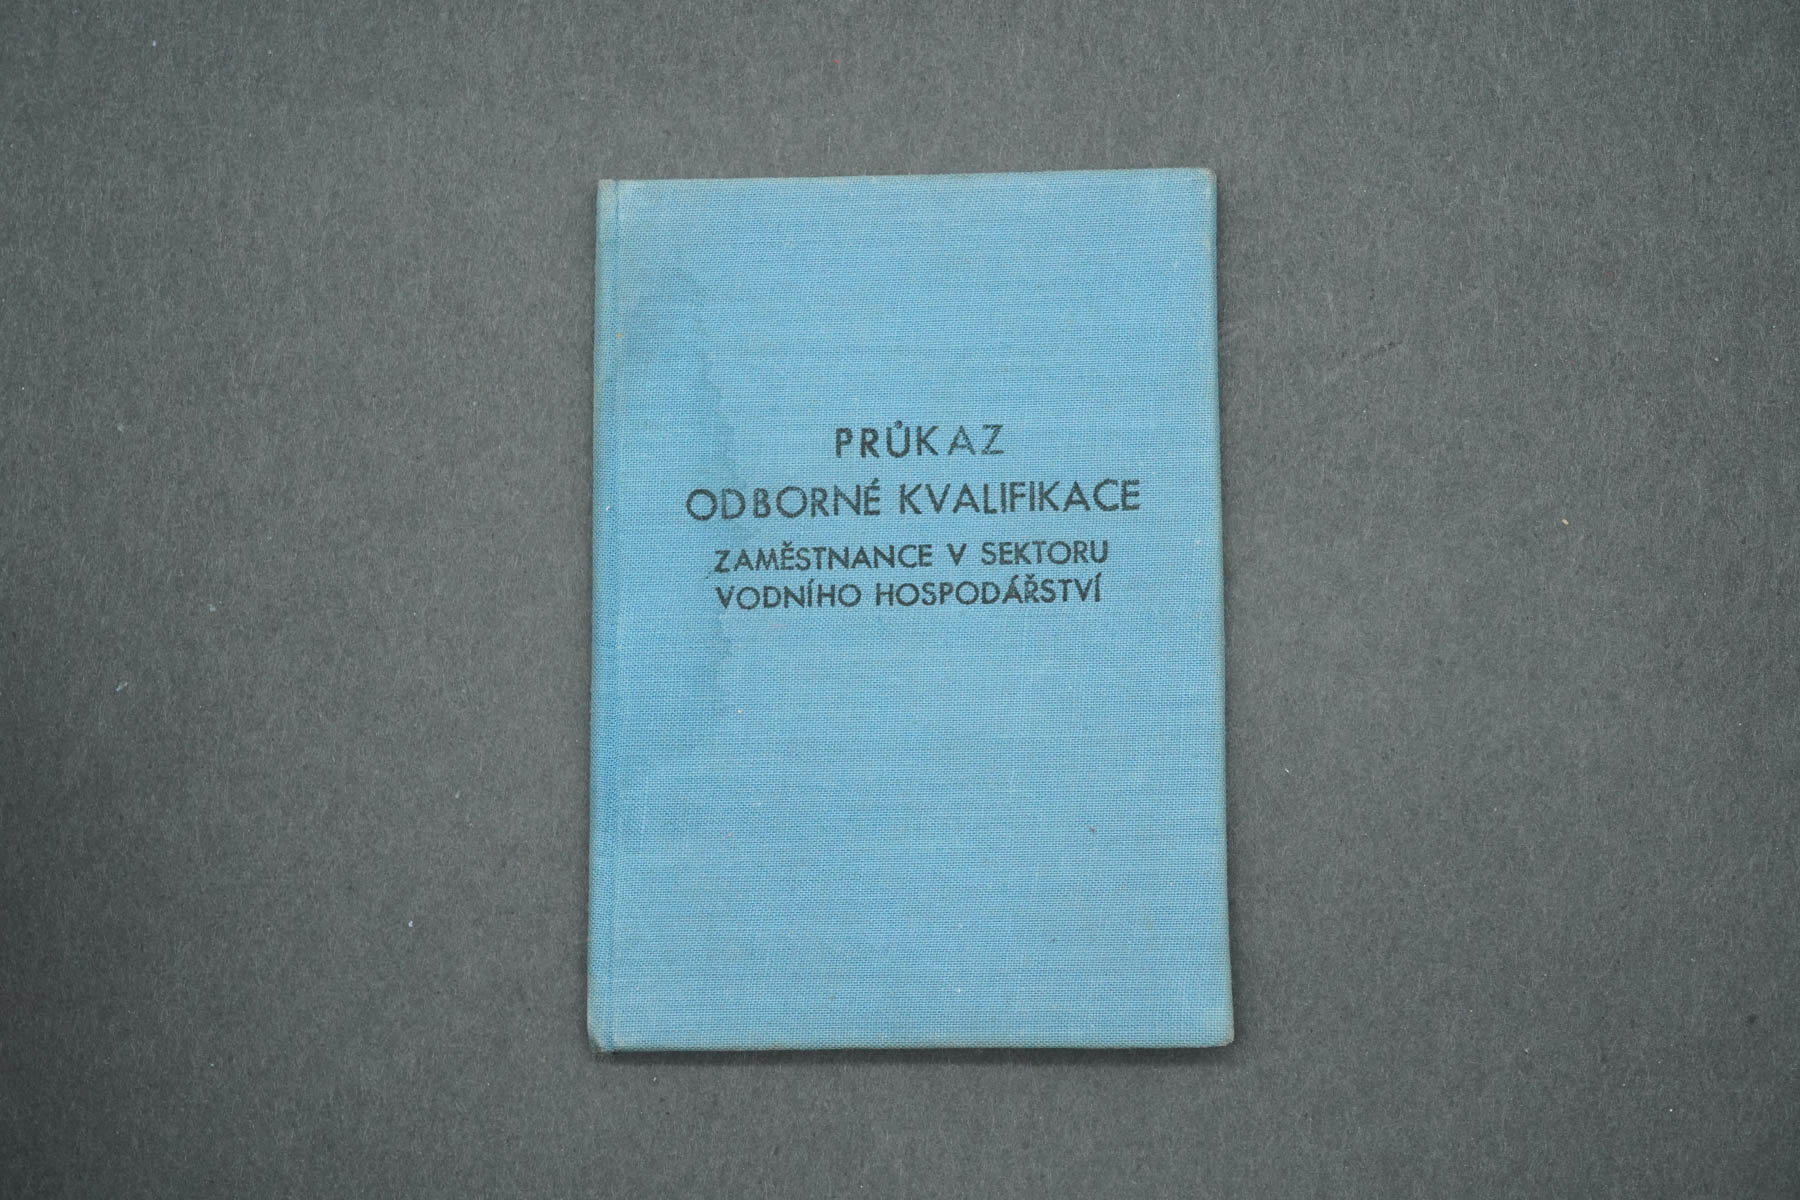 PRŮKAZ
ODBORNÉ KVALIFIKACE
ZAMĚSTNANCE V SEKTORU
VODNÍHO HOSPODÁŘSTVÍ